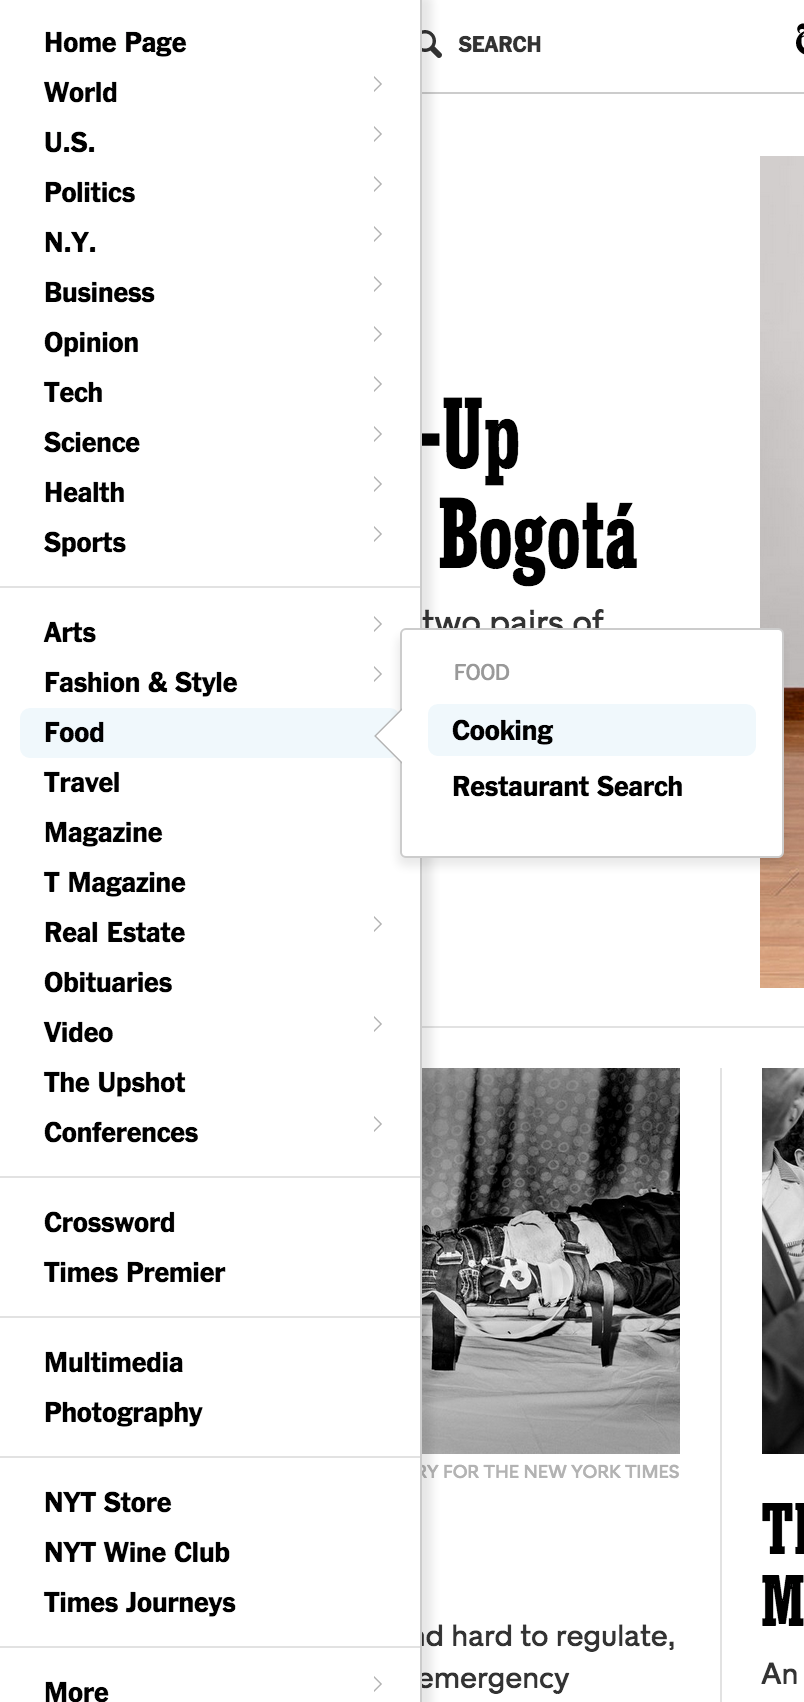 Home Page
World
U.S.
Politics
N.Y.
Business
Opinion
Tech
Science
Health
Sports
Arts
Fashion & Style
Food
Travel
Magazine
T Magazine
Real Estate
Obituaries
Video
The Upshot
Conferences
Crossword
Times Premier
Multimedia
Photography
NYT Store
NYT Wine Club
Times Journeys
More
FOOD
Cooking
Restaurant Search
SEARCH
-Up
Bogotá
two pairs of
FOR THE NEW YORK TIMES
hard to regulate,
emergency
An